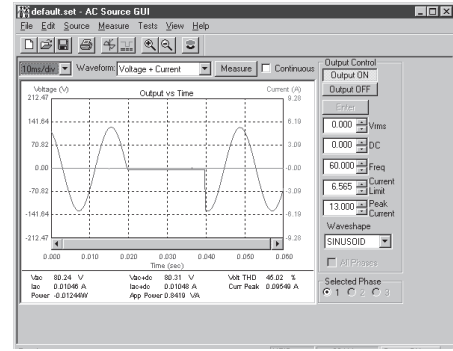 default.set - AC Source GUI
File Edit Source Measure Tests View Help
10ms/div Waveform: Voltage + Current Measure Continuous
Output Control
Output ON
Output OFF
Enter
0.000 Vrms
0.000 DC
60.000 Freq
6.565 Current Limit
13.000 Peak Current
Waveshape
SINUSOID
All Phases
Selected Phase
1 2 3
Voltage (V) Output vs Time Current (A)
212.47 9.28
141.64 6.19
70.82 3.09
0.00 -0.00
-70.82 -3.09
-141.64 -6.19
-212.47 -9.28
0.000 0.010 0.020 0.030 0.040 0.050 0.060
Time (sec)
Vac 80.24 V Vac+dc 80.31 V Volt THD 46.02 %
Iac 0.01046 A Iac+dc 0.01048 A Curr Peak 0.09549 A
Power -0.01244W App Power 0.8419 VA